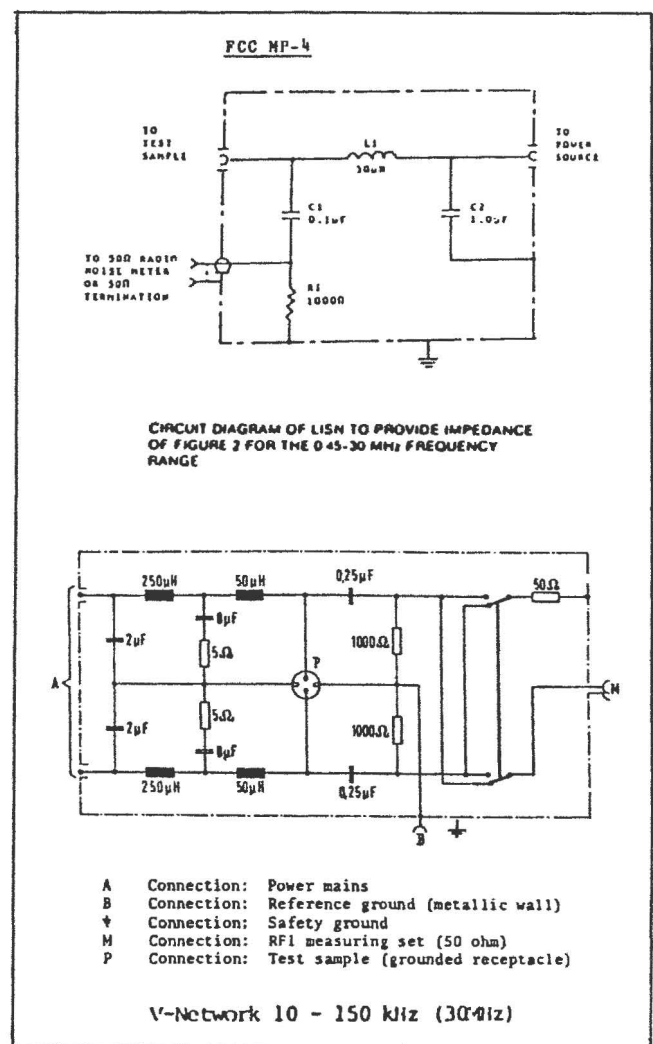 FCC MP-4
TO
TEST
SAMPLE
L1
50µH
TO
POWER
SOURCE
C1
0.1µF
C2
1.0µF
TO 50Ω RADIO
NOISE METER
OR 50Ω
TERMINATION
R1
1000Ω
CIRCUIT DIAGRAM OF LISN TO PROVIDE IMPEDANCE
OF FIGURE 2 FOR THE 0.45-30 MHz FREQUENCY
RANGE
250µH
50µH
0,25µF
50Ω
8µF
2µF
5Ω
1000Ω
P
A
M
5Ω
2µF
1000Ω
8µF
250µH
50µH
0,25µF
B
A Connection: Power mains
B Connection: Reference ground (metallic wall)
⏚ Connection: Safety ground
M Connection: RFI measuring set (50 ohm)
P Connection: Test sample (grounded receptacle)
V-Network 10 - 150 kHz (30MHz)